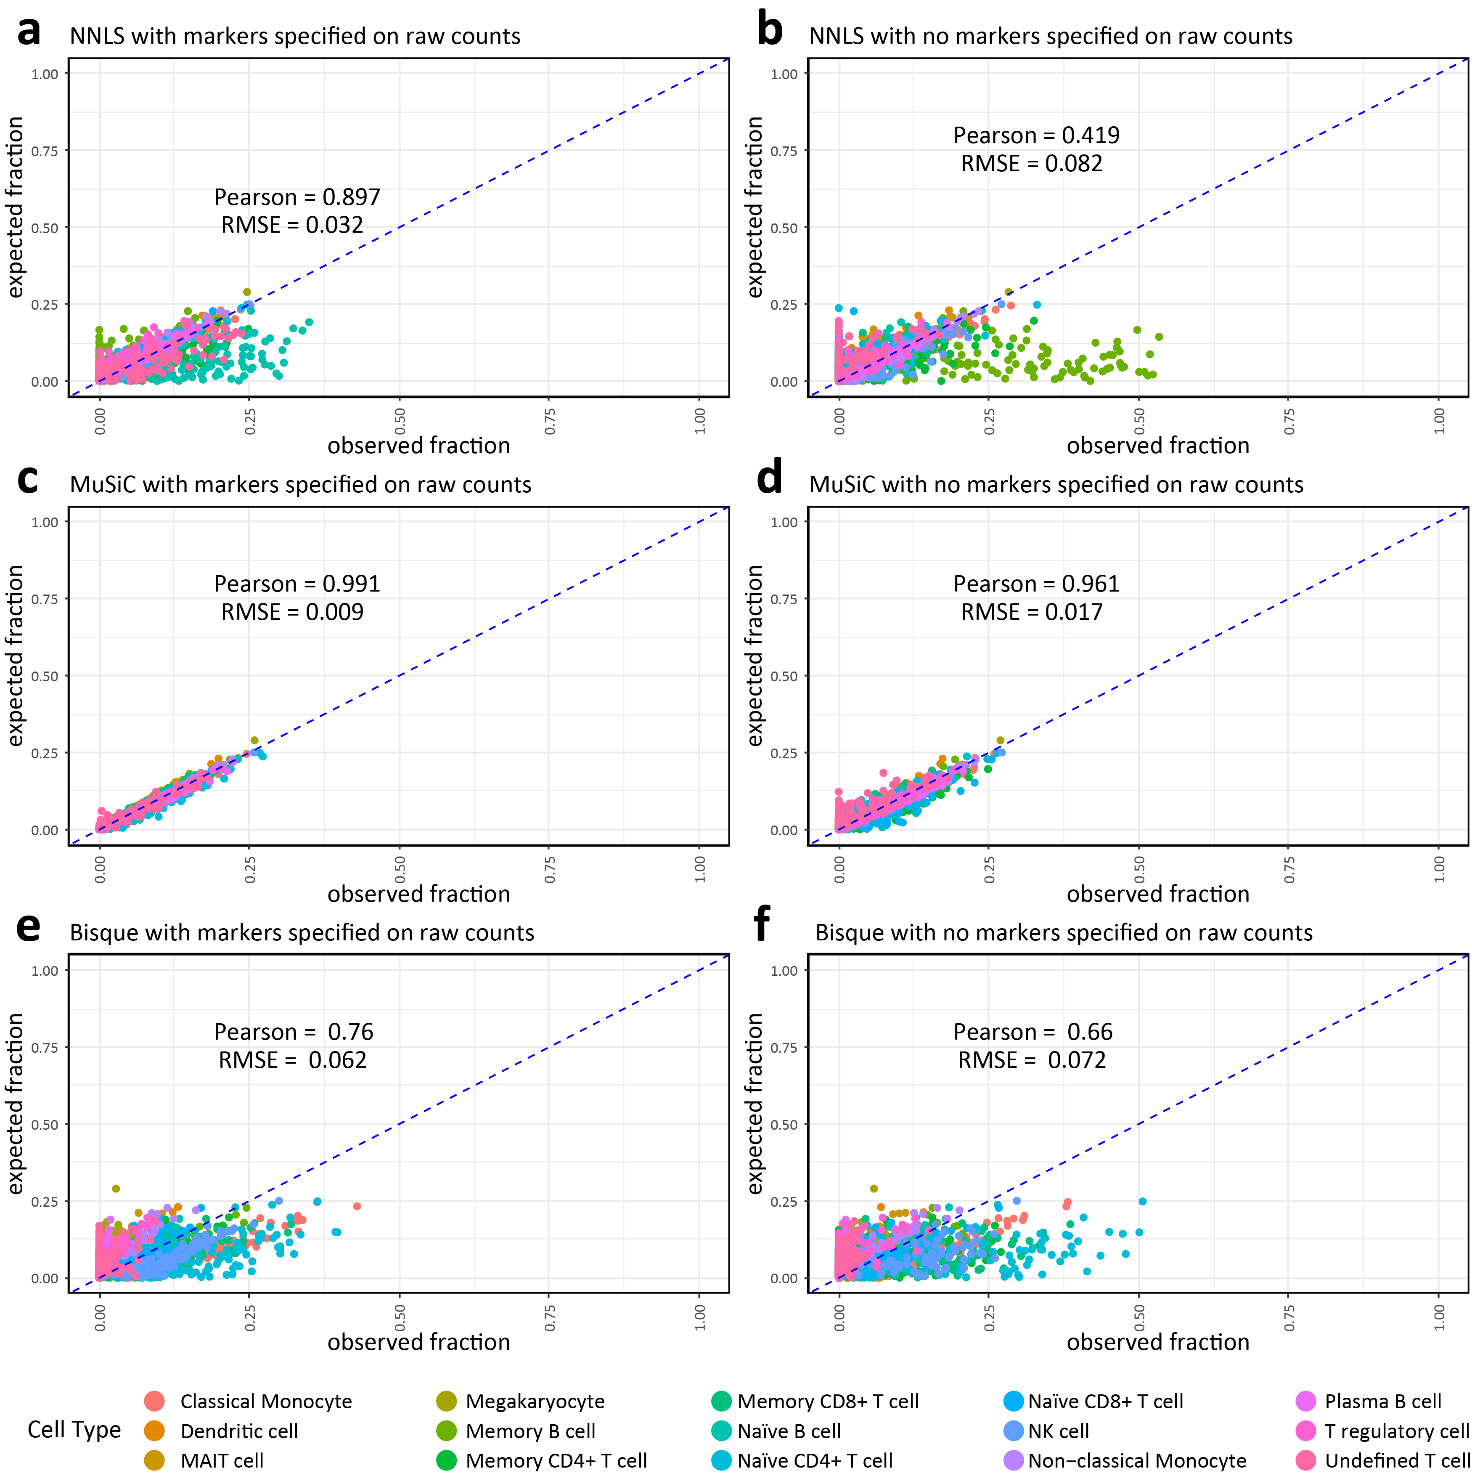 a NNLS with markers specified on raw counts
1.00
0.75
0.50
0.25
0.00
expected fraction
Pearson = 0.897
RMSE = 0.032
0.00 0.25 0.50 0.75 1.00
observed fraction
b NNLS with no markers specified on raw counts
1.00
0.75
0.50
0.25
0.00
expected fraction
Pearson = 0.419
RMSE = 0.082
0.00 0.25 0.50 0.75 1.00
observed fraction
c MuSiC with markers specified on raw counts
1.00
0.75
0.50
0.25
0.00
expected fraction
Pearson = 0.991
RMSE = 0.009
0.00 0.25 0.50 0.75 1.00
observed fraction
d MuSiC with no markers specified on raw counts
1.00
0.75
0.50
0.25
0.00
expected fraction
Pearson = 0.961
RMSE = 0.017
0.00 0.25 0.50 0.75 1.00
observed fraction
e Bisque with markers specified on raw counts
1.00
0.75
0.50
0.25
0.00
expected fraction
Pearson = 0.76
RMSE = 0.062
0.00 0.25 0.50 0.75 1.00
observed fraction
f Bisque with no markers specified on raw counts
1.00
0.75
0.50
0.25
0.00
expected fraction
Pearson = 0.66
RMSE = 0.072
0.00 0.25 0.50 0.75 1.00
observed fraction
Cell Type
Classical Monocyte
Dendritic cell
MAIT cell
Megakaryocyte
Memory B cell
Memory CD4+ T cell
Memory CD8+ T cell
Naïve B cell
Naïve CD4+ T cell
Naïve CD8+ T cell
NK cell
Non−classical Monocyte
Plasma B cell
T regulatory cell
Undefined T cell